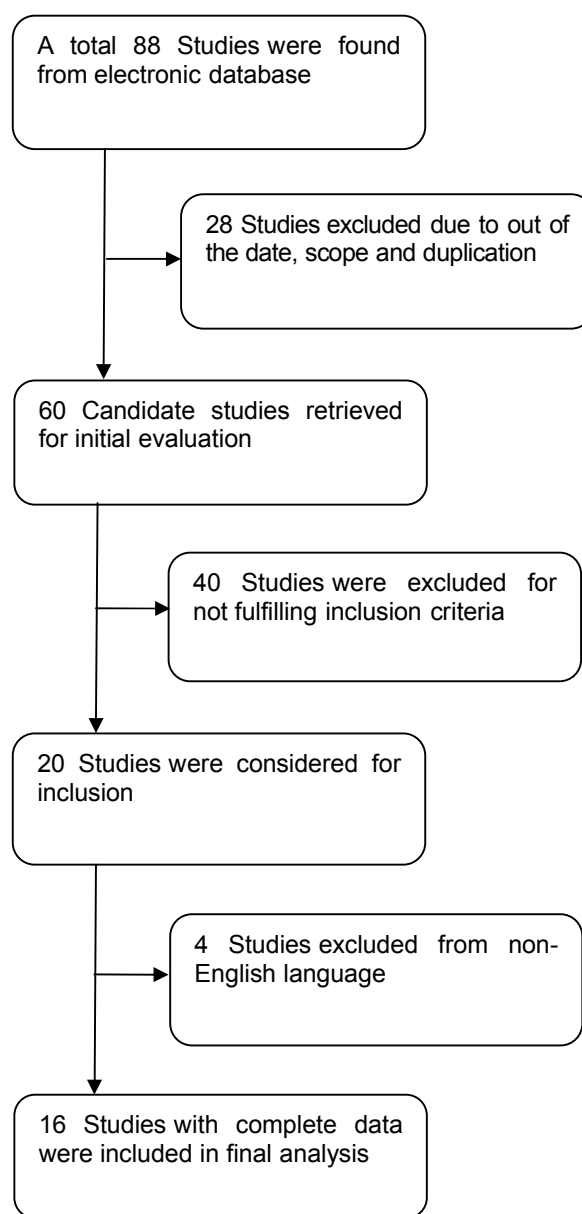 A total 88 Studies were found
from electronic database
28 Studies excluded due to out of
the date, scope and duplication
60 Candidate studies retrieved
for initial evaluation
40 Studies were excluded for
not fulfilling inclusion criteria
20 Studies were considered for
inclusion
4 Studies excluded from non-
English language
16 Studies with complete data
were included in final analysis